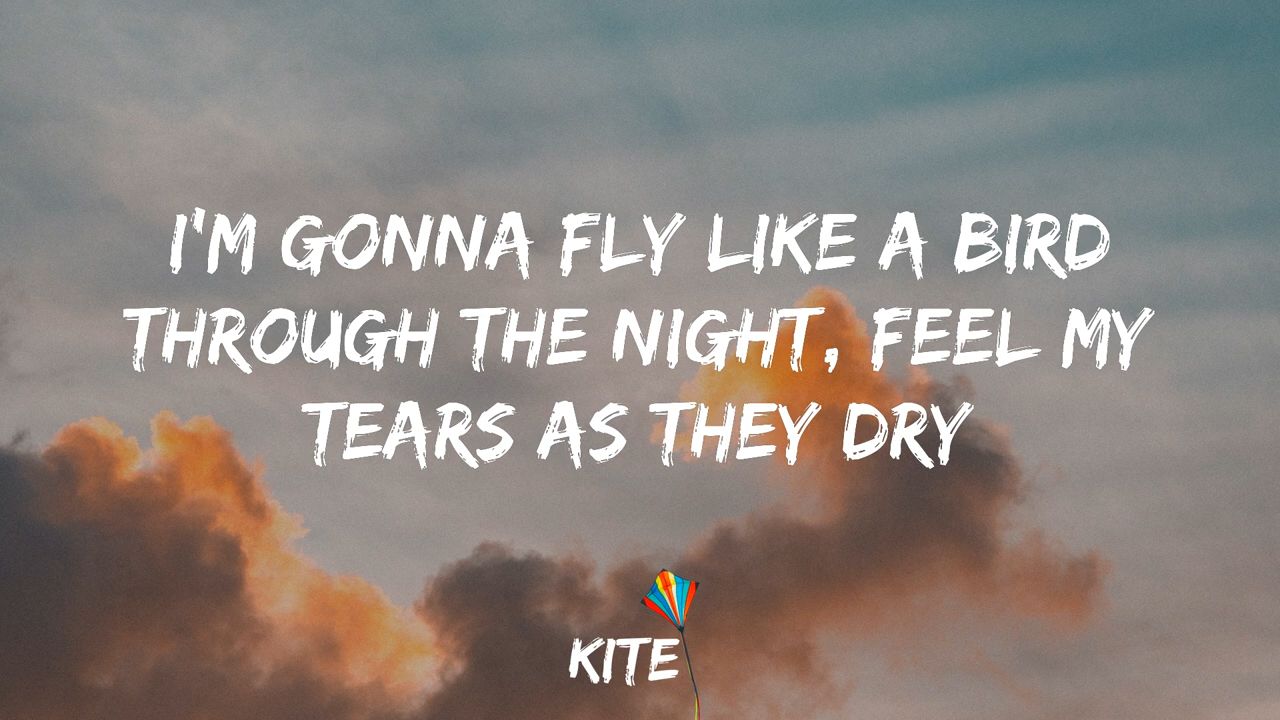 I'M GONNA FLY LIKE A BIRD
THROUGH THE NIGHT, FEEL MY
TEARS AS THEY DRY
KITE